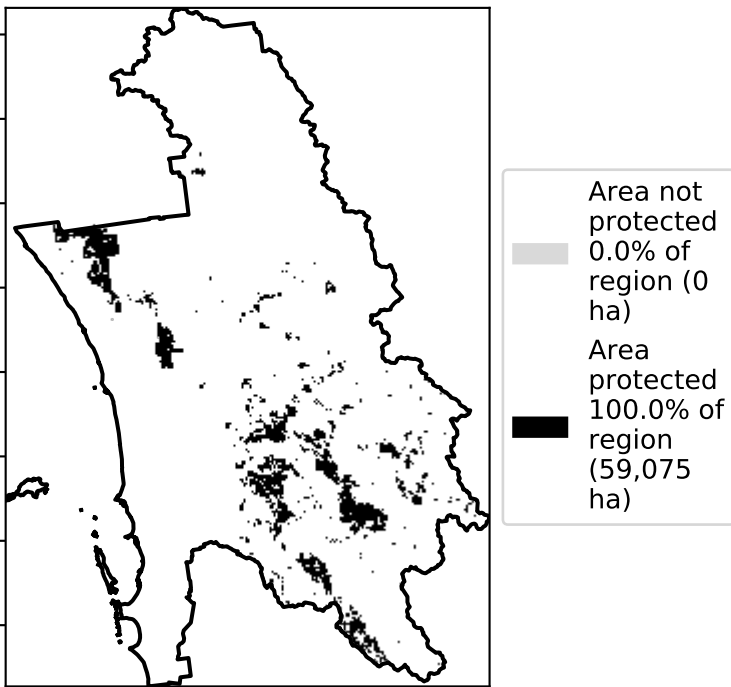 Area not
protected
0.0% of
region (0
ha)
Area
protected
100.0% of
region
(59,075
ha)